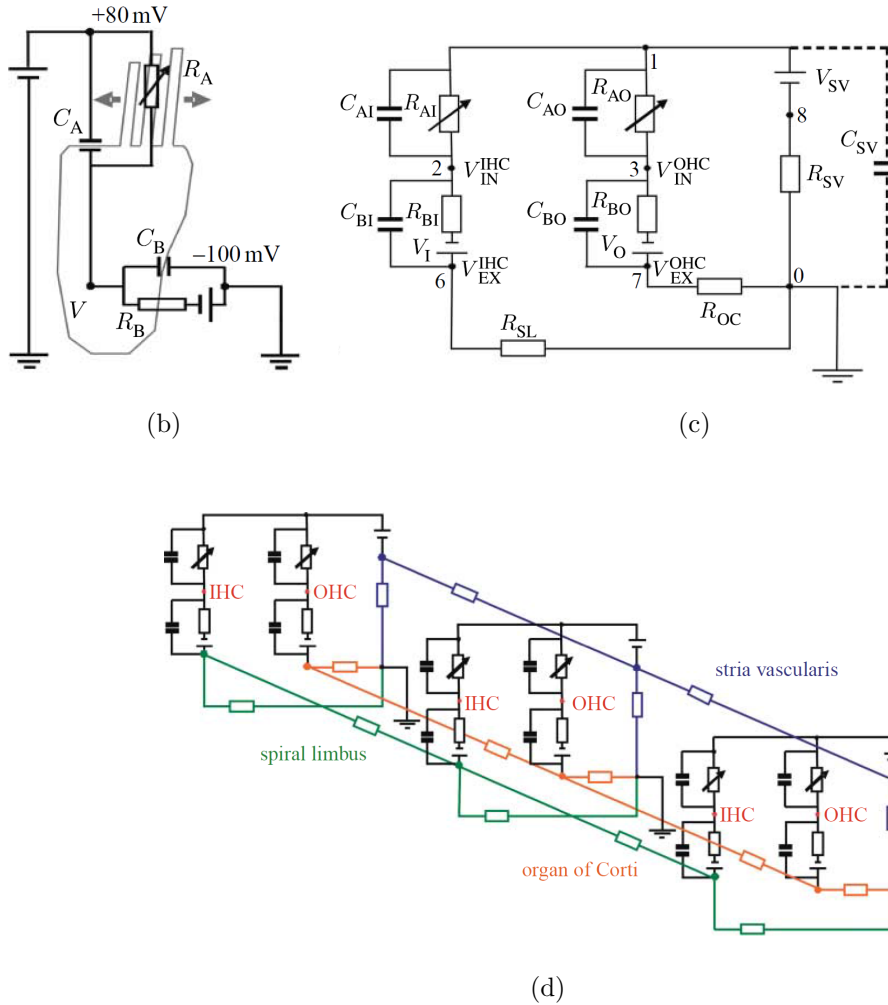 +80 mV
R_A
C_A
C_B
−100 mV
V
R_B
(b)
1
C_AI
R_AI
C_AO
R_AO
V_SV
8
C_SV
2
V_IN^IHC
3
V_IN^OHC
R_SV
C_BI
R_BI
C_BO
R_BO
V_I
V_EX^IHC
V_O
V_EX^OHC
6
7
0
R_OC
R_SL
(c)
IHC
OHC
stria vascularis
IHC
OHC
spiral limbus
IHC
OHC
organ of Corti
(d)